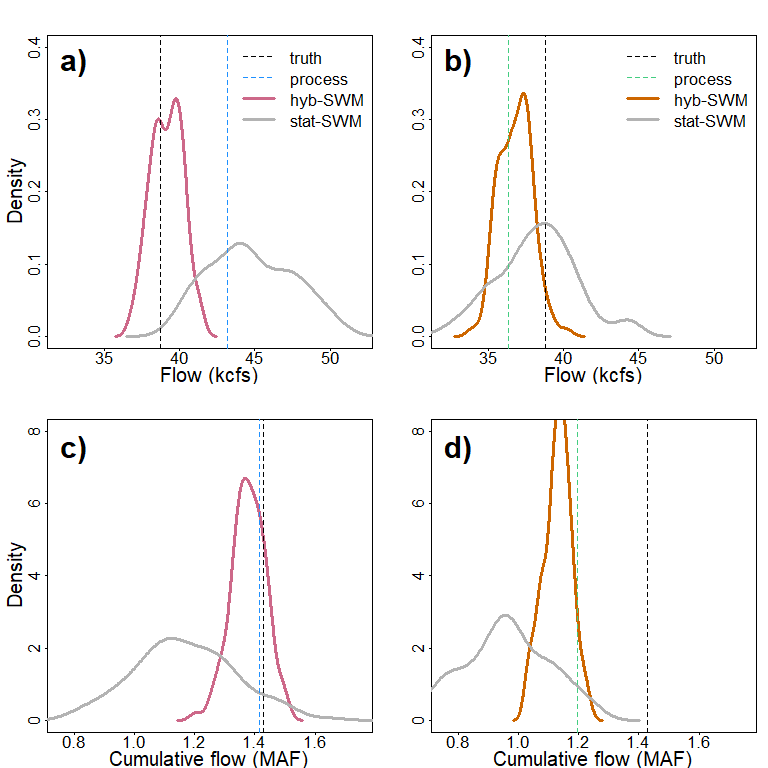 a)
truth
process
hyb-SWM
stat-SWM
0.0 0.1 0.2 0.3 0.4
Density
35 40 45 50
Flow (kcfs)
b)
truth
process
hyb-SWM
stat-SWM
0.0 0.1 0.2 0.3 0.4
35 40 45 50
Flow (kcfs)
c)
0 2 4 6 8
Density
0.8 1.0 1.2 1.4 1.6
Cumulative flow (MAF)
d)
0 2 4 6 8
0.8 1.0 1.2 1.4 1.6
Cumulative flow (MAF)